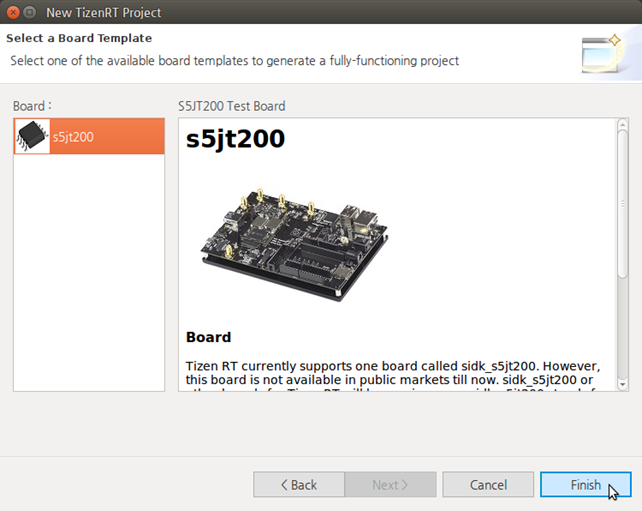 New TizenRT Project
Select a Board Template
Select one of the available board templates to generate a fully-functioning project
Board :
S5JT200 Test Board
s5jt200
s5jt200
Board
Tizen RT currently supports one board called sidk_s5jt200. However,
this board is not available in public markets till now. sidk_s5jt200 or
< Back
Next >
Cancel
Finish